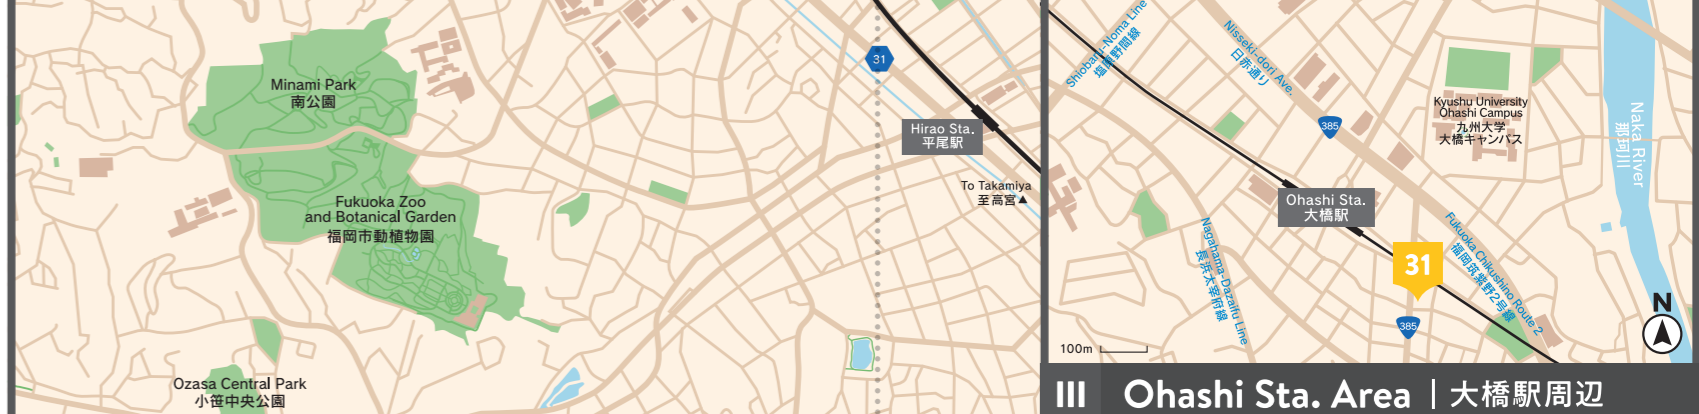 Minami Park
南公園
Fukuoka Zoo
and Botanical Garden
福岡市動植物園
Ozasa Central Park
小笹中央公園
31
Hirao Sta.
平尾駅
To Takamiya
至高宮▲
Shiobaru-Noma Line
塩原野間線
Nisseki-dori Ave.
日赤通り
385
Kyushu University
Ohashi Campus
九州大学
大橋キャンパス
Naka River
那珂川
Ohashi Sta.
大橋駅
Nagahama-Dazaifu Line
長浜太宰府線
31
Fukuoka Chikushino Route 2
福岡筑紫野2号線
385
N
100m
III Ohashi Sta. Area | 大橋駅周辺